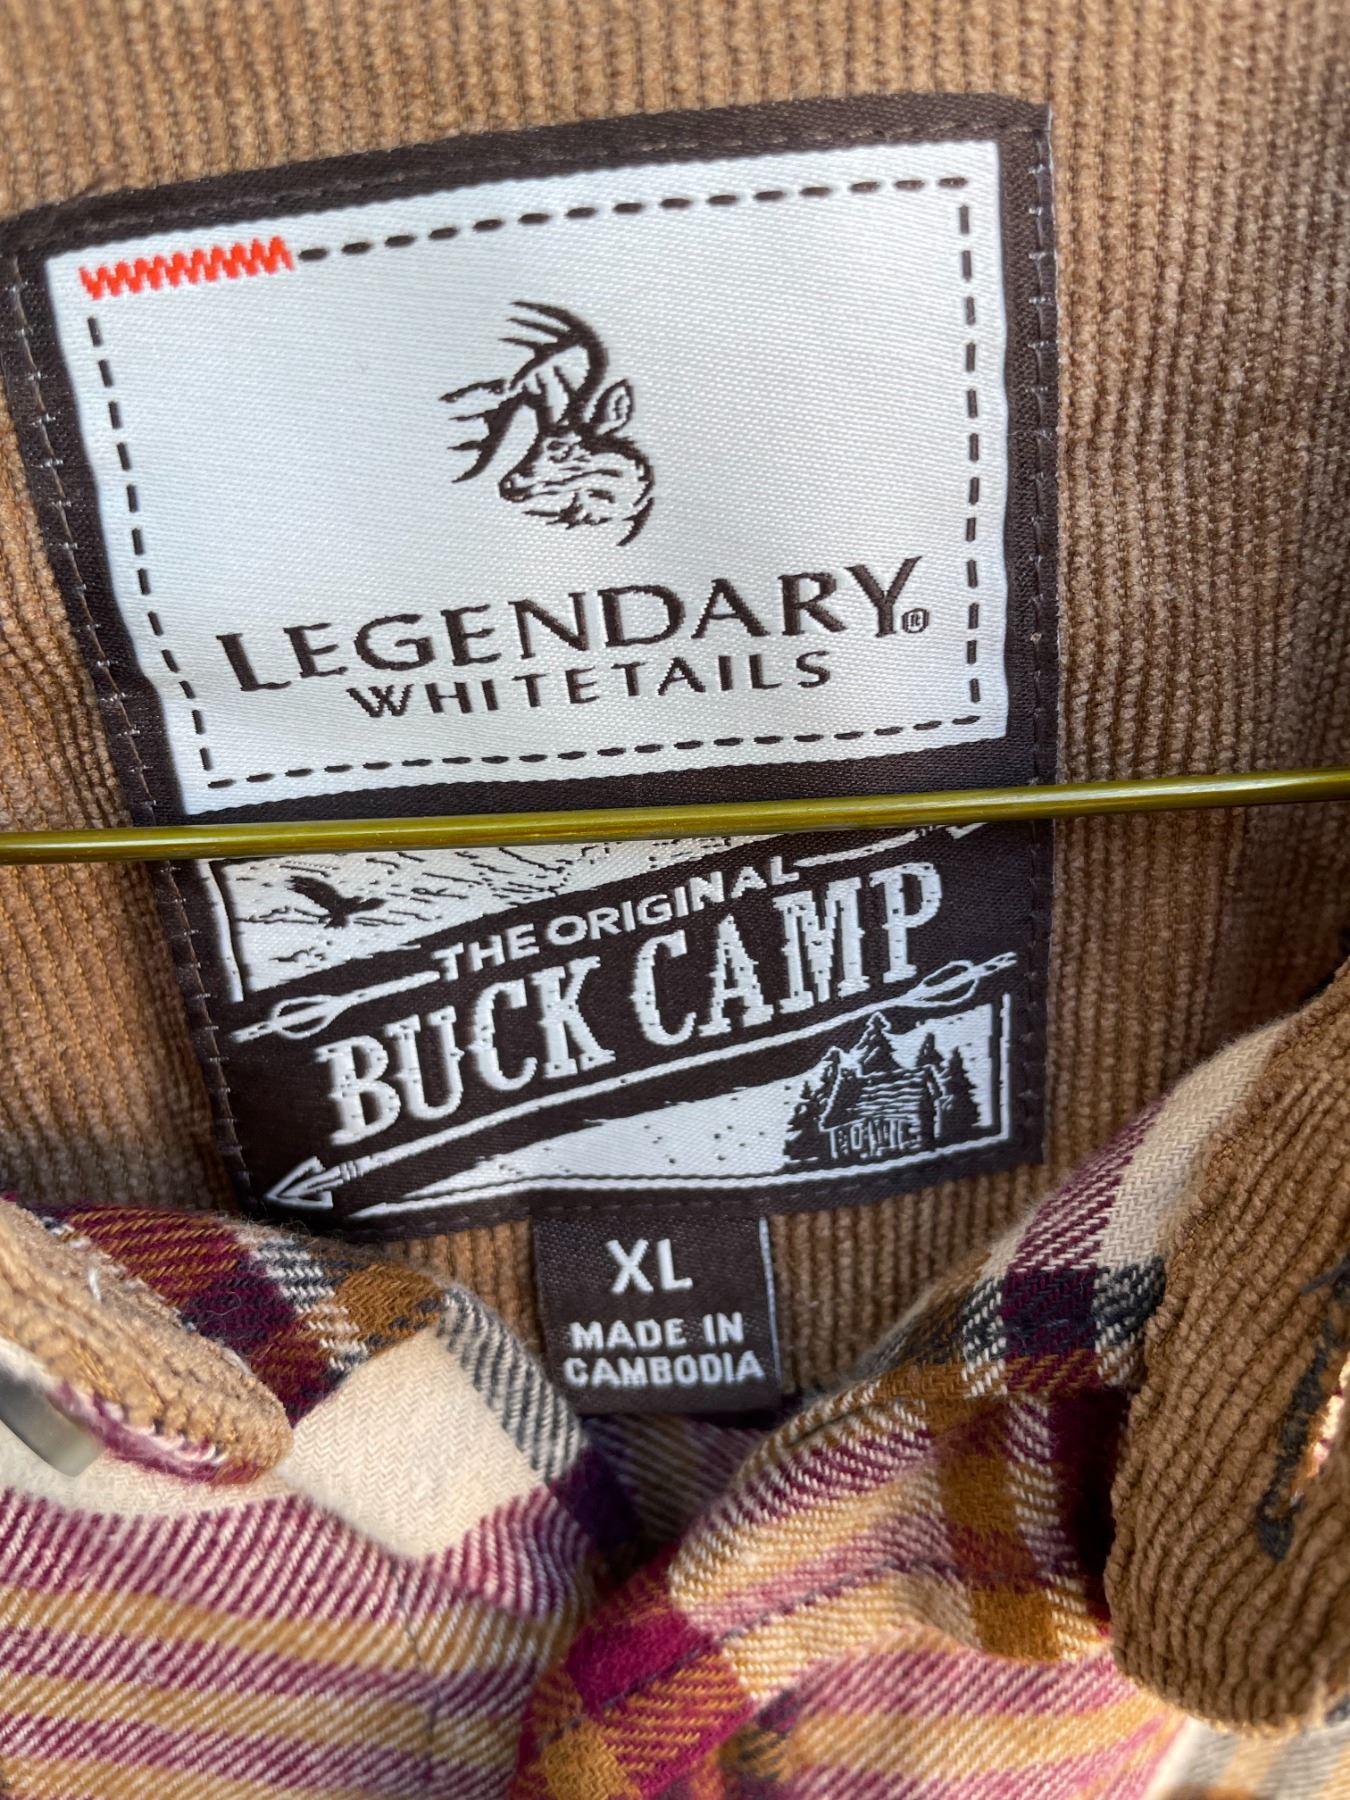 LEGENDARY®
WHITETAILS
THE ORIGINAL
BUCK CAMP
XL
MADE IN
CAMBODIA